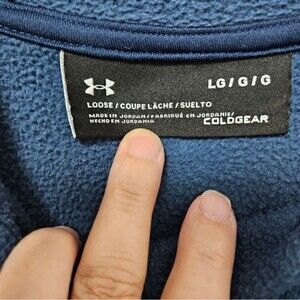 LG/G/G
LOOSE/COUPE LÂCHE/SUELTO
MADE IN JORDAN/FABRIQUÉ EN JORDANIE/
HECHO EN JORDANIA
COLDGEAR